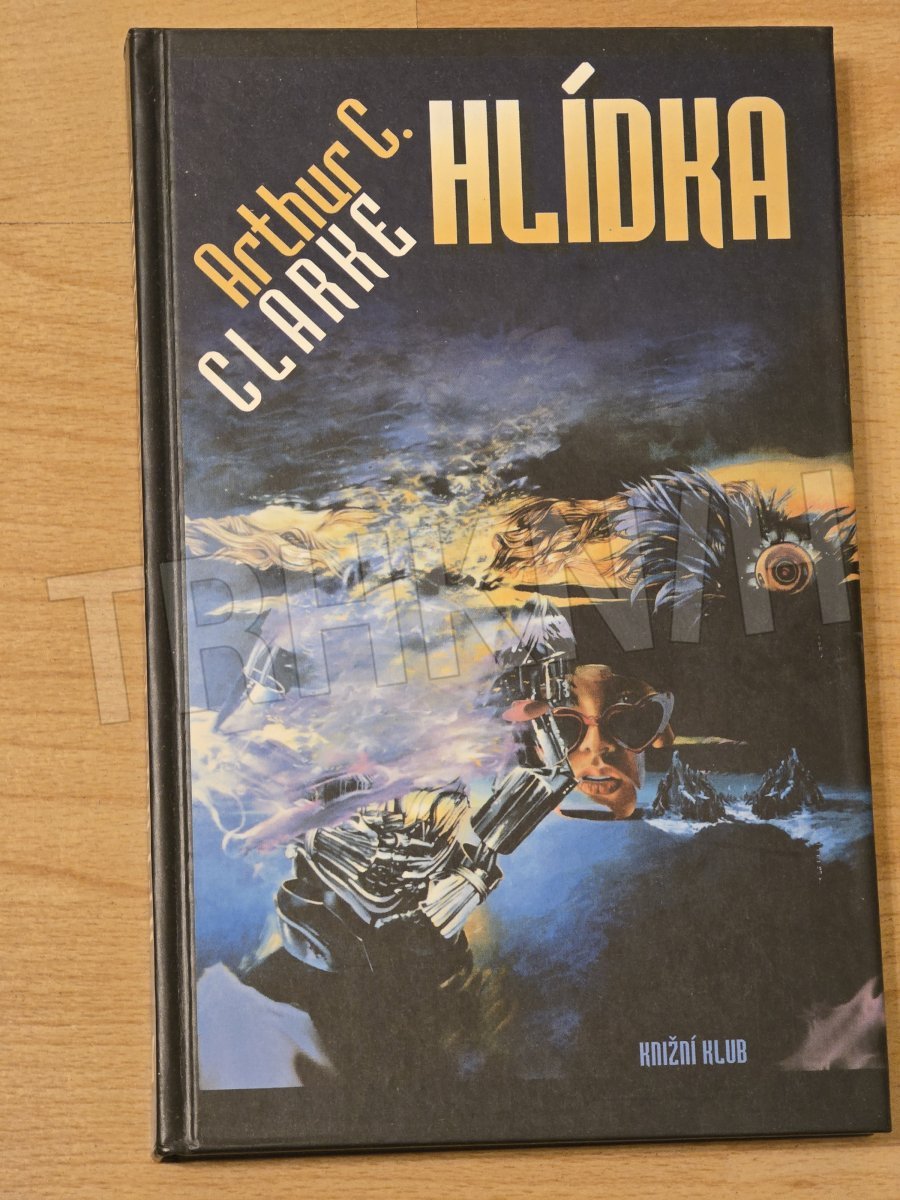 Arthur C.
CLARKE
HLÍDKA
TRHKNIH
KNIŽNÍ KLUB